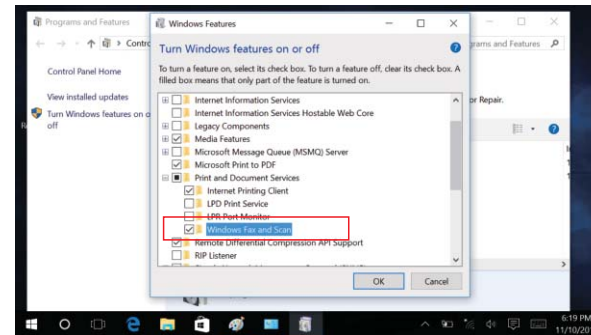 Programs and Features
Windows Features
Contro
rams and Features
Turn Windows features on or off
Control Panel Home
To turn a feature on, select its check box. To turn a feature off, clear its check box. A
filled box means that only part of the feature is turned on.
View installed updates
Turn Windows features on o
off
or Repair.
Internet Information Services
Internet Information Services Hostable Web Core
Legacy Components
Media Features
Microsoft Message Queue (MSMQ) Server
Microsoft Print to PDF
Print and Document Services
Internet Printing Client
LPD Print Service
LPR Port Monitor
Windows Fax and Scan
Remote Differential Compression API Support
RIP Listener
OK
Cancel
6:19 PM
11/10/20